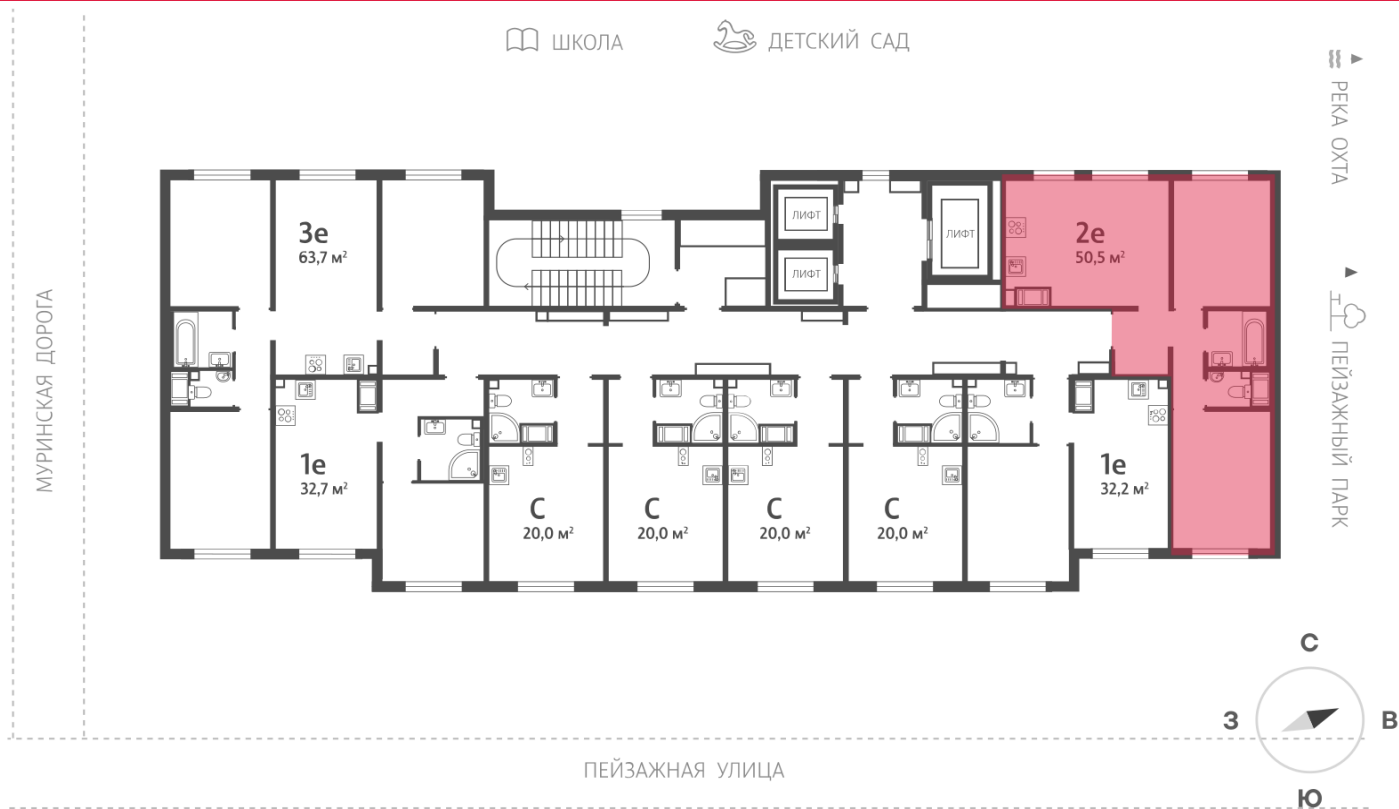 ШКОЛА
ДЕТСКИЙ САД
РЕКА ОХТА
3е
63,7 м²
ЛИФТ
ЛИФТ
ЛИФТ
2е
50,5 м²
МУРИНСКАЯ ДОРОГА
ПЕЙЗАЖНЫЙ ПАРК
1е
32,7 м²
С
20,0 м²
С
20,0 м²
С
20,0 м²
С
20,0 м²
1е
32,2 м²
С
З
В
Ю
ПЕЙЗАЖНАЯ УЛИЦА